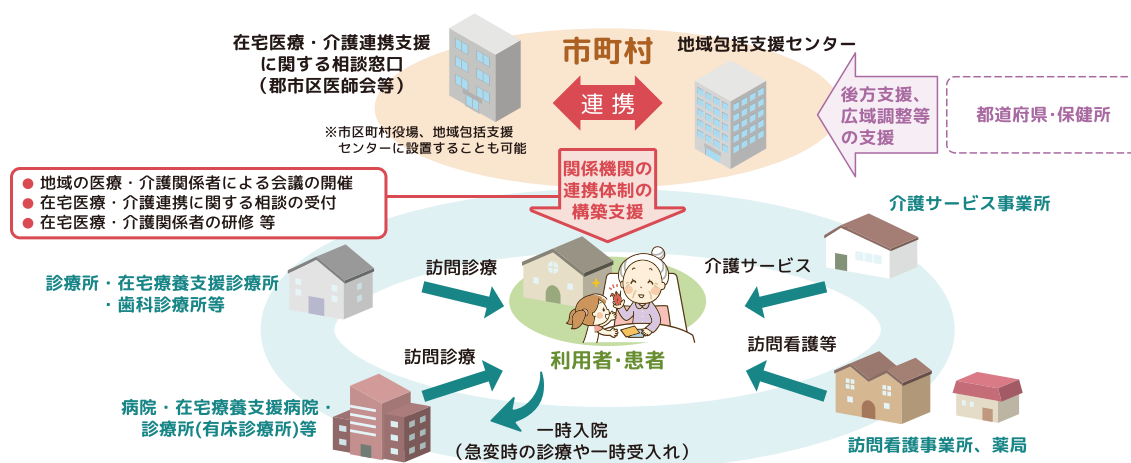 在宅医療・介護連携支援
に関する相談窓口
（郡市区医師会等）
市町村
地域包括支援センター
連携
※市区町村役場、地域包括支援
センターに設置することも可能
後方支援、
広域調整等
の支援
都道府県・保健所
関係機関の
連携体制の
構築支援
● 地域の医療・介護関係者による会議の開催
● 在宅医療・介護連携に関する相談の受付
● 在宅医療・介護関係者の研修 等
介護サービス事業所
診療所・在宅療養支援診療所
・歯科診療所等
訪問診療
介護サービス
訪問診療
利用者・患者
訪問看護等
病院・在宅療養支援病院・
診療所(有床診療所)等
一時入院
（急変時の診療や一時受入れ）
訪問看護事業所、薬局